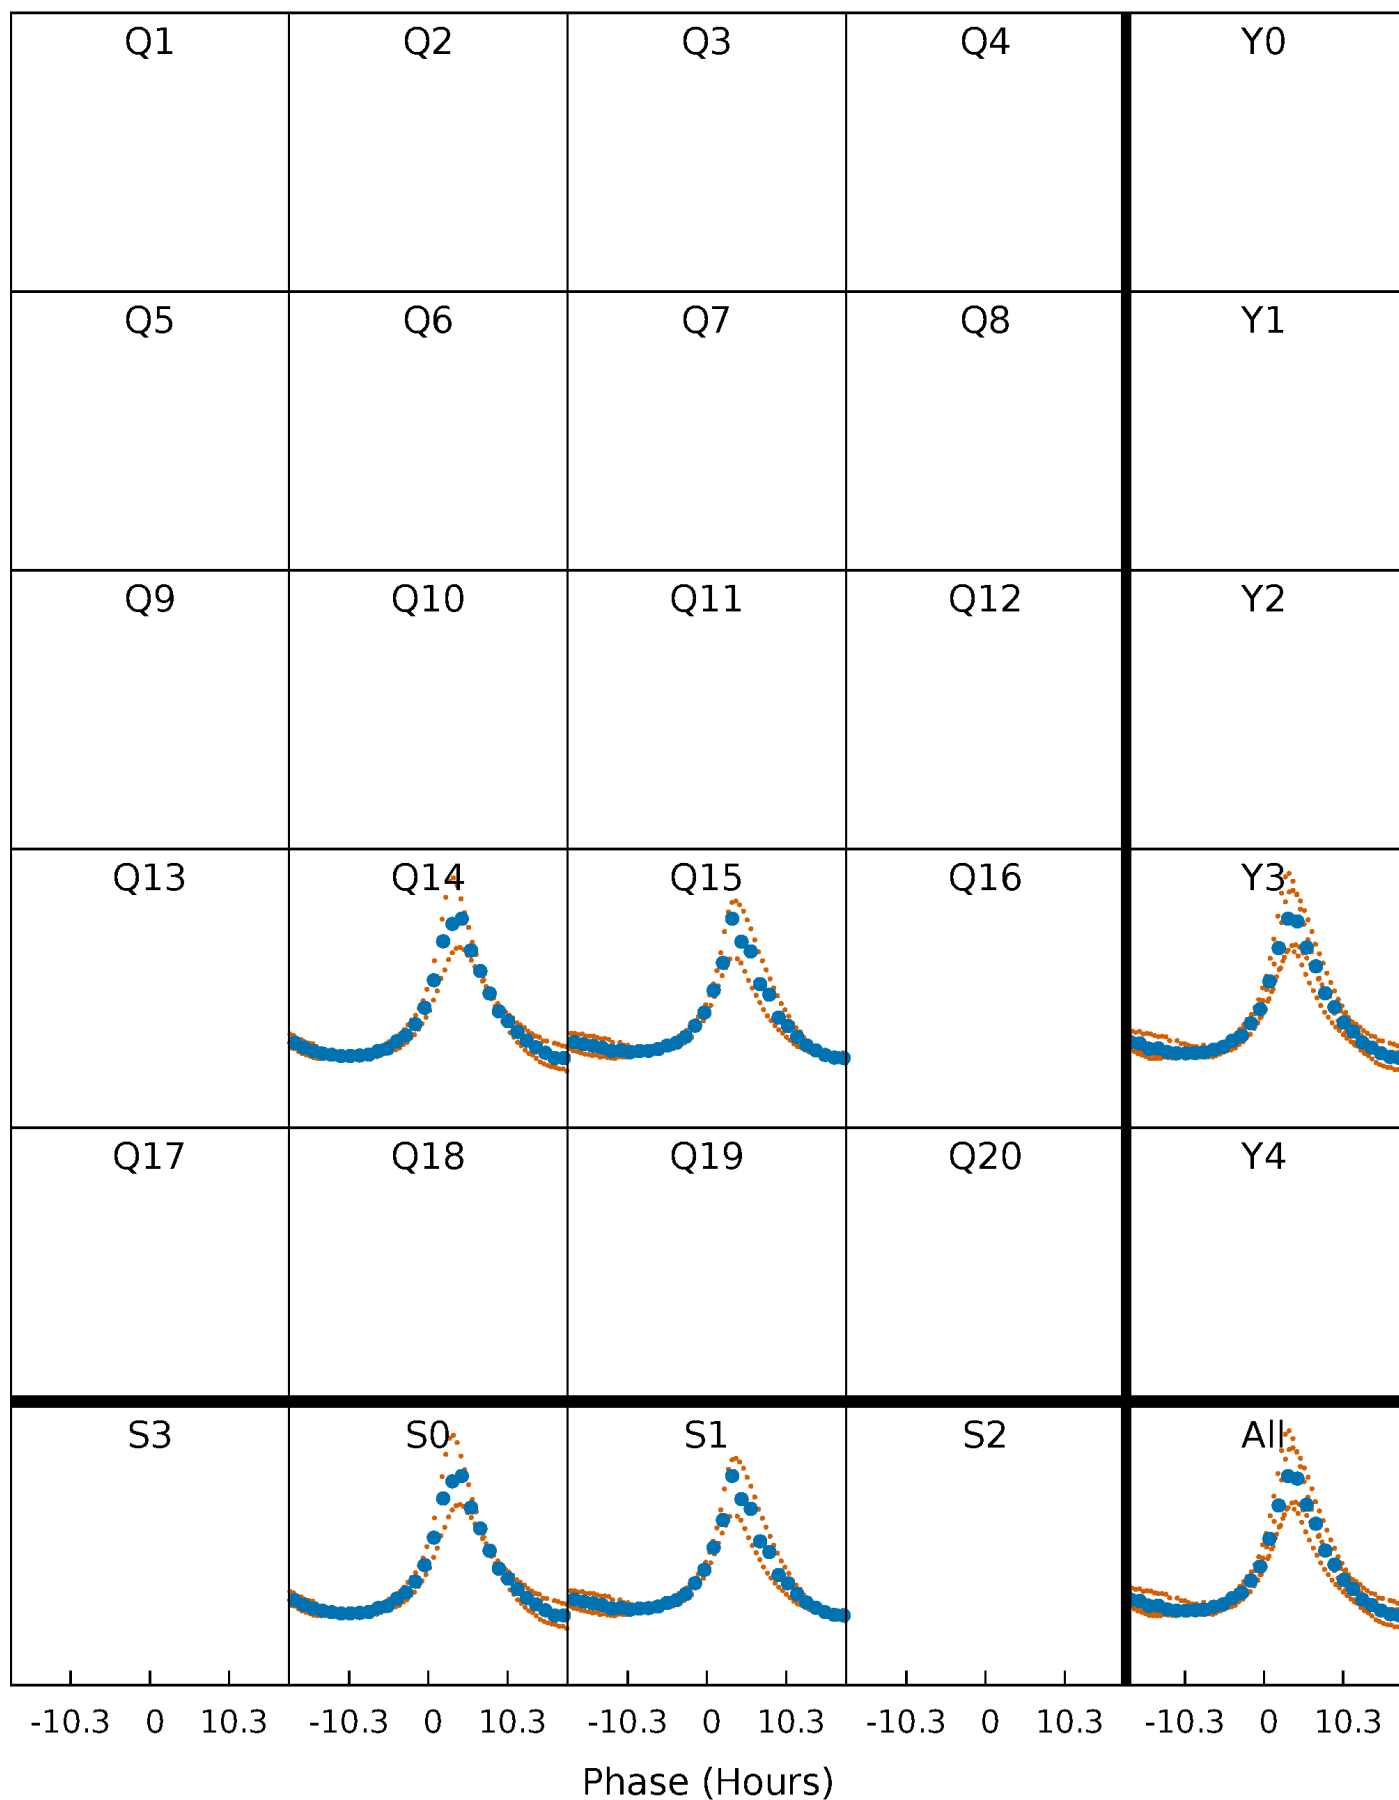 Q1 Q2 Q3 Q4 Y0
Q5 Q6 Q7 Q8 Y1
Q9 Q10 Q11 Q12 Y2
Q13 Q14 Q15 Q16 Y3
Q17 Q18 Q19 Q20 Y4
S3 S0 S1 S2 All
-10.3 0 10.3 -10.3 0 10.3 -10.3 0 10.3 -10.3 0 10.3 -10.3 0 10.3
Phase (Hours)